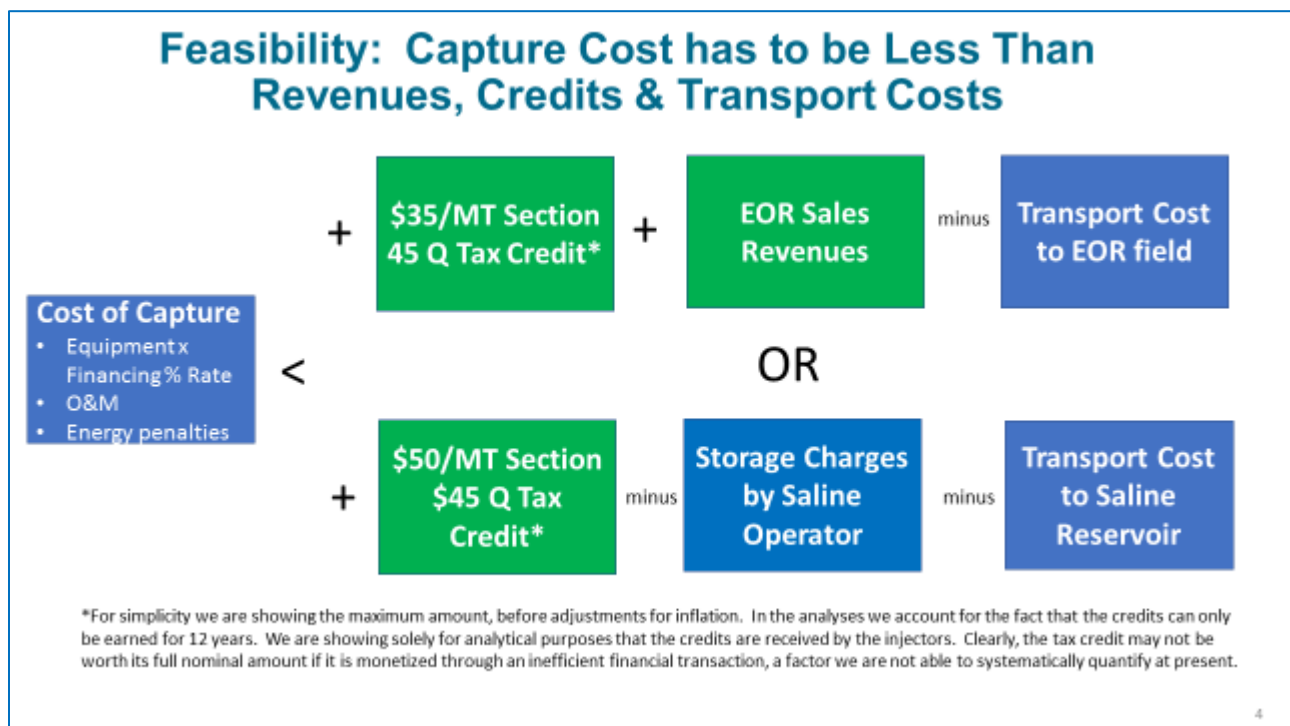 Feasibility:  Capture Cost has to be Less Than
Revenues, Credits & Transport Costs
+
$35/MT Section
45 Q Tax Credit*
+
EOR Sales
Revenues
minus
Transport Cost
to EOR field
Cost of Capture
• Equipment x
Financing % Rate
• O&M
• Energy penalties
<
OR
+
$50/MT Section
$45 Q Tax
Credit*
minus
Storage Charges
by Saline
Operator
minus
Transport Cost
to Saline
Reservoir
*For simplicity we are showing the maximum amount, before adjustments for inflation.  In the analyses we account for the fact that the credits can only
be earned for 12 years.  We are showing solely for analytical purposes that the credits are received by the injectors.  Clearly, the tax credit may not be
worth its full nominal amount if it is monetized through an inefficient financial transaction, a factor we are not able to systematically quantify at present.
4